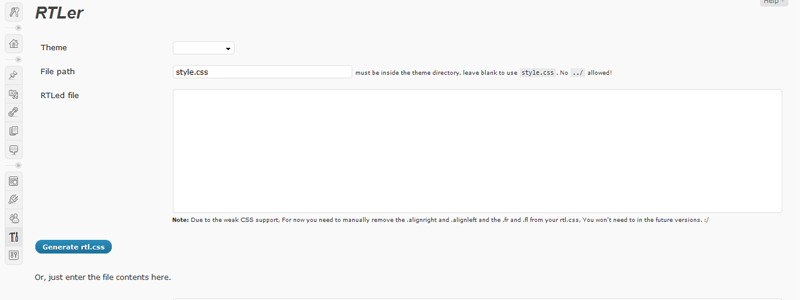 Help
RTLer
Theme
File path style.css must be inside the theme directory. leave blank to use style.css. No ../ allowed!
RTLed file
Note: Due to the weak CSS support. For now you need to manually remove the .alignright and .alignleft and the .fr and .fl from your rtl.css. You won't need to in the future versions. :/
Generate rtl.css
Or, just enter the file contents here.